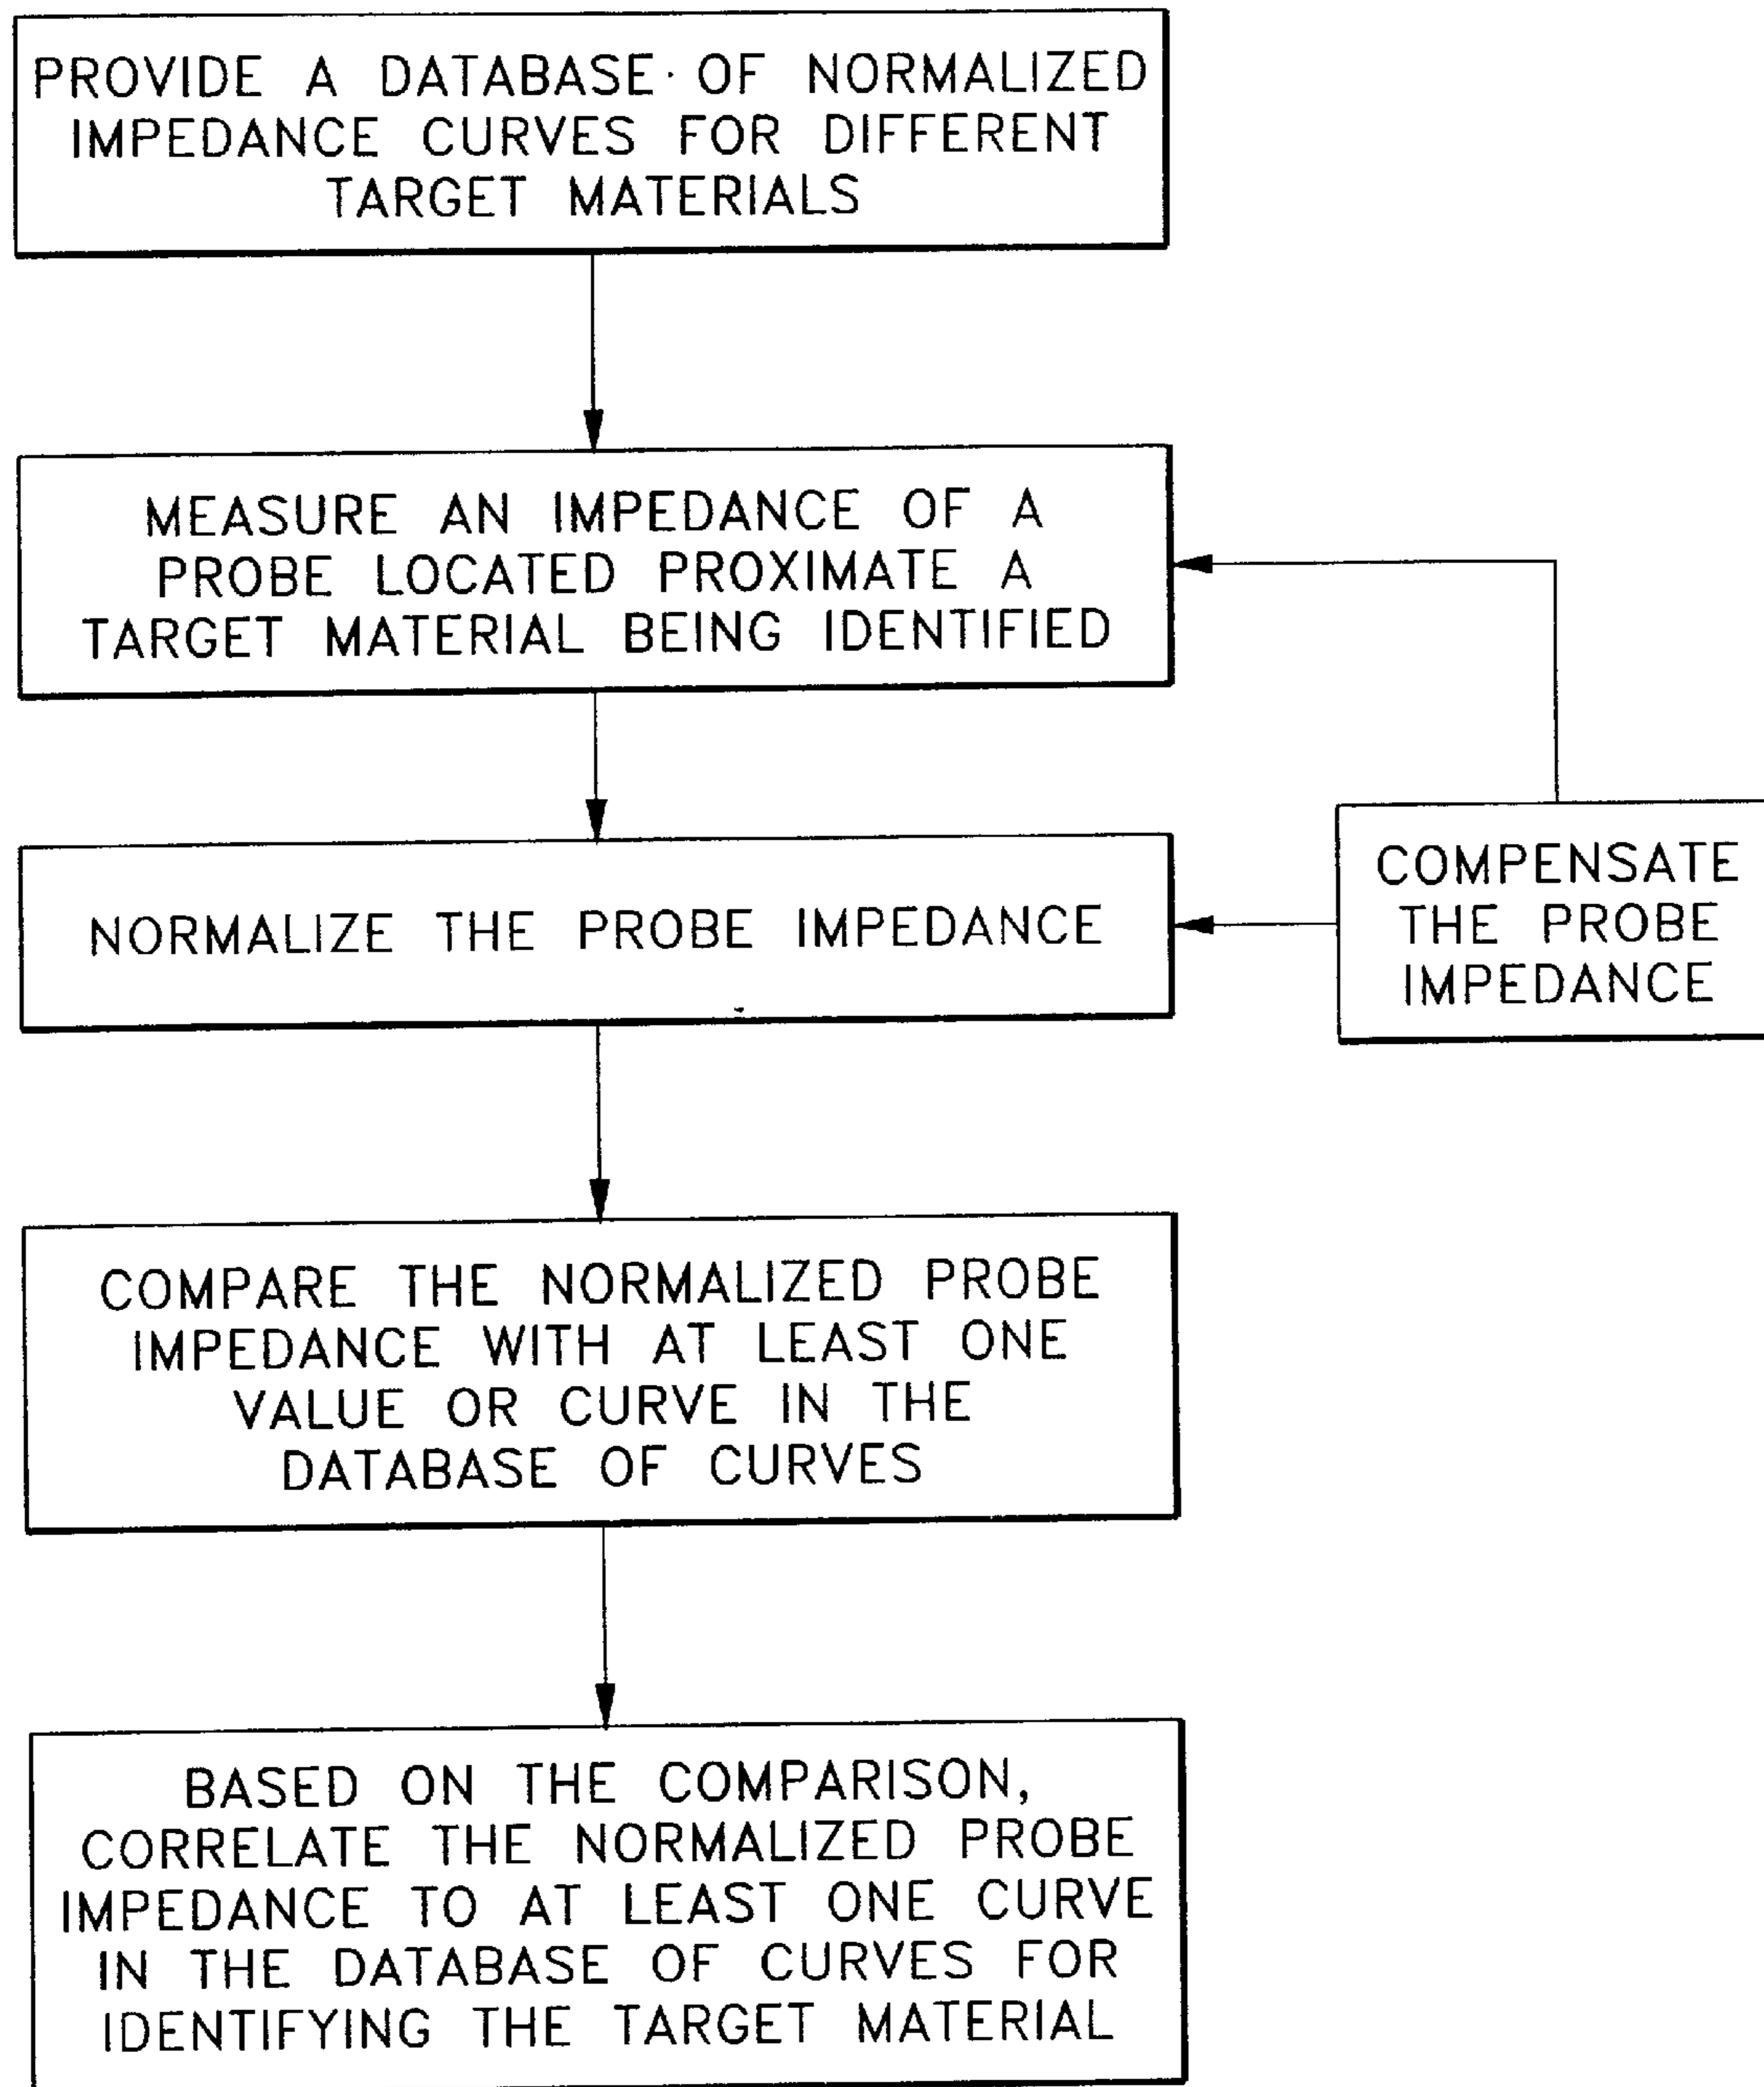 PROVIDE A DATABASE OF NORMALIZED
IMPEDANCE CURVES FOR DIFFERENT
TARGET MATERIALS
MEASURE AN IMPEDANCE OF A
PROBE LOCATED PROXIMATE A
TARGET MATERIAL BEING IDENTIFIED
NORMALIZE THE PROBE IMPEDANCE
COMPENSATE
THE PROBE
IMPEDANCE
COMPARE THE NORMALIZED PROBE
IMPEDANCE WITH AT LEAST ONE
VALUE OR CURVE IN THE
DATABASE OF CURVES
BASED ON THE COMPARISON,
CORRELATE THE NORMALIZED PROBE
IMPEDANCE TO AT LEAST ONE CURVE
IN THE DATABASE OF CURVES FOR
IDENTIFYING THE TARGET MATERIAL